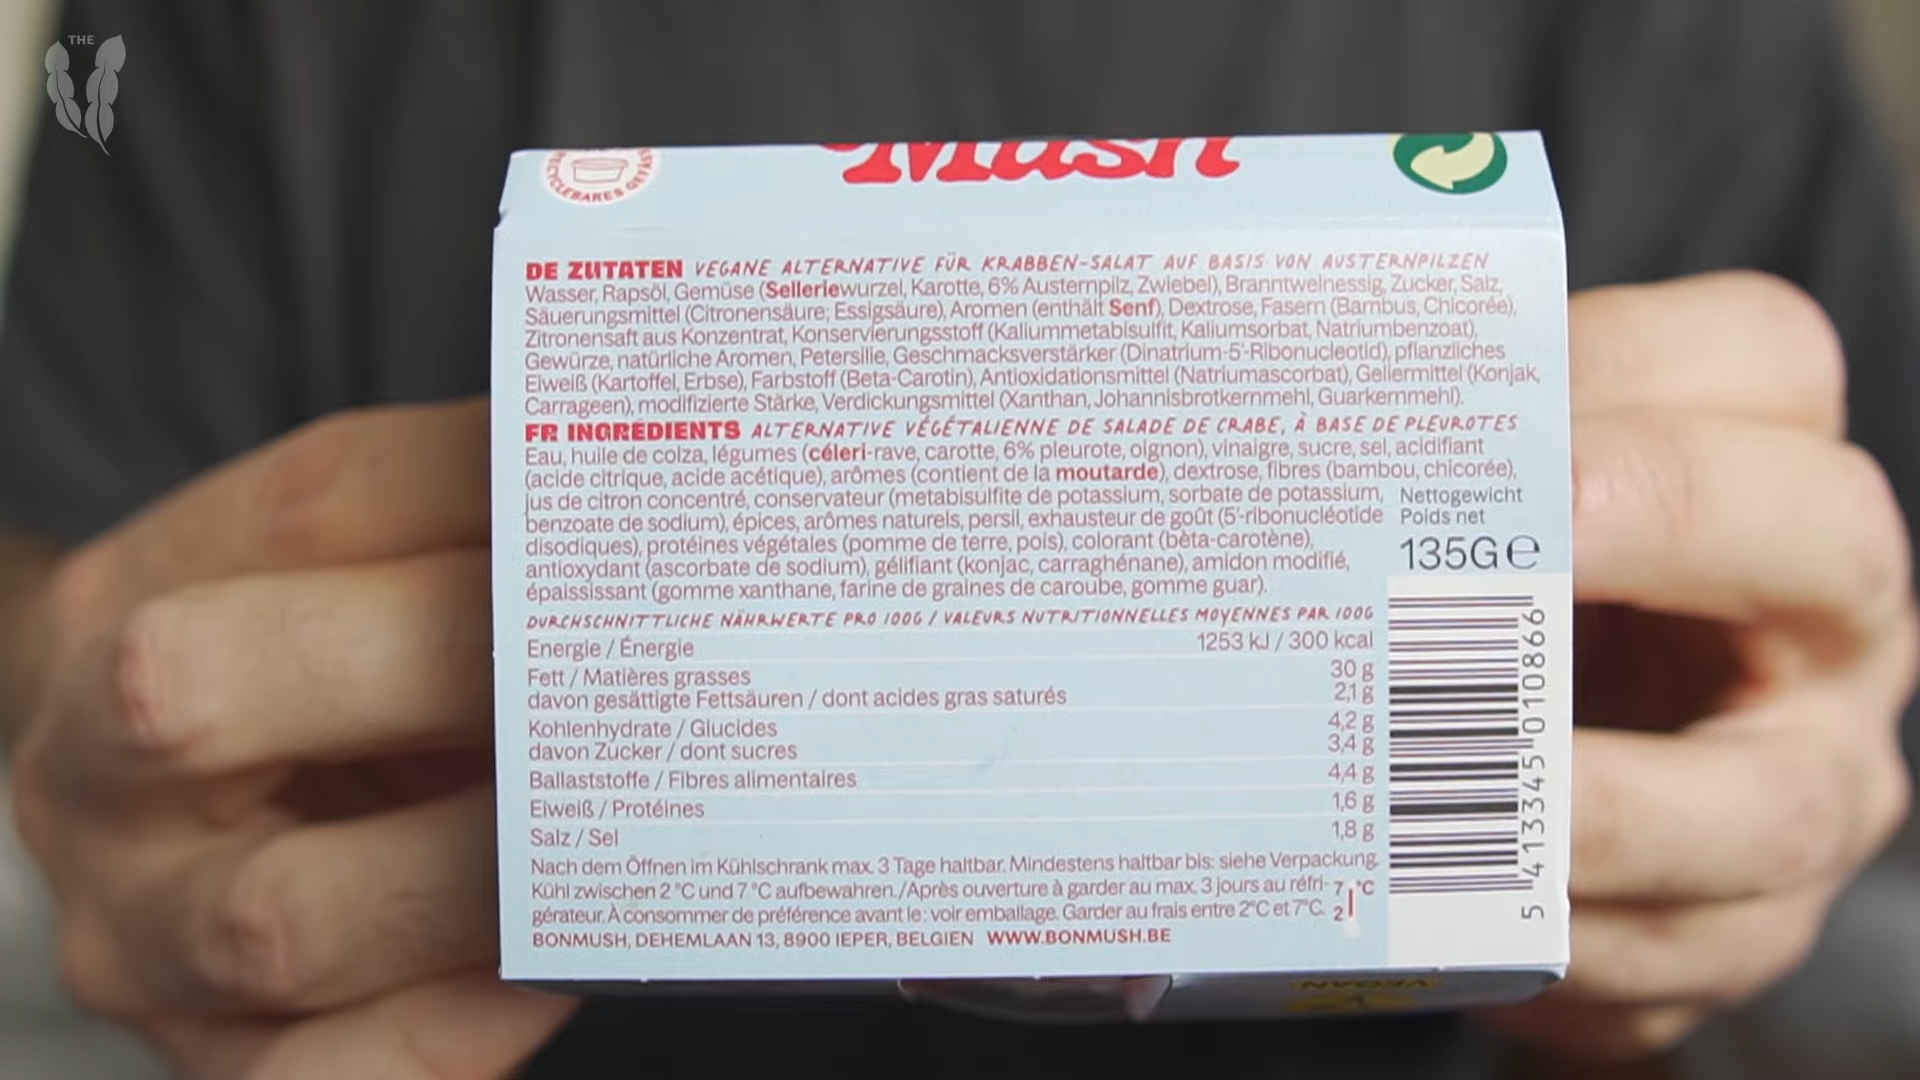 THE
Mush
RECYCLEBARES GEFÄSS
DE ZUTATEN VEGANE ALTERNATIVE FÜR KRABBEN-SALAT AUF BASIS VON AUSTERNPILZEN
Wasser, Rapsöl, Gemüse (Selleriewurzel, Karotte, 6% Austernpilz, Zwiebel), Branntweinessig, Zucker, Salz,
Säuerungsmittel (Citronensäure; Essigsäure), Aromen (enthält Senf), Dextrose, Fasern (Bambus, Chicorée),
Zitronensaft aus Konzentrat, Konservierungsstoff (Kaliummetabisulfit, Kaliumsorbat, Natriumbenzoat),
Gewürze, natürliche Aromen, Petersilie, Geschmacksverstärker (Dinatrium-5'-Ribonucleotid), pflanzliches
Eiweiß (Kartoffel, Erbse), Farbstoff (Beta-Carotin), Antioxidationsmittel (Natriumascorbat), Geliermittel (Konjak,
Carrageen), modifizierte Stärke, Verdickungsmittel (Xanthan, Johannisbrotkernmehl, Guarkernmehl).
FR INGRÉDIENTS ALTERNATIVE VÉGÉTALIENNE DE SALADE DE CRABE, À BASE DE PLEUROTES
Eau, huile de colza, légumes (céleri-rave, carotte, 6% pleurote, oignon), vinaigre, sucre, sel, acidifiant
(acide citrique, acide acétique), arômes (contient de la moutarde), dextrose, fibres (bambou, chicorée),
jus de citron concentré, conservateur (metabisulfite de potassium, sorbate de potassium,
benzoate de sodium), épices, arômes naturels, persil, exhausteur de goût (5'-ribonucléotide
disodiques), protéines végétales (pomme de terre, pois), colorant (bèta-carotène),
antioxydant (ascorbate de sodium), gélifiant (konjac, carraghénane), amidon modifié,
épaississant (gomme xanthane, farine de graines de caroube, gomme guar).
Nettogewicht
Poids net
135G e
DURCHSCHNITTLICHE NÄHRWERTE PRO 100G / VALEURS NUTRITIONNELLES MOYENNES PAR 100G
Energie / Énergie 1253 kJ / 300 kcal
Fett / Matières grasses 30 g
davon gesättigte Fettsäuren / dont acides gras saturés 2,1 g
Kohlenhydrate / Glucides 4,2 g
davon Zucker / dont sucres 3,4 g
Ballaststoffe / Fibres alimentaires 4,4 g
Eiweiß / Protéines 1,6 g
Salz / Sel 1,8 g
Nach dem Öffnen im Kühlschrank max. 3 Tage haltbar. Mindestens haltbar bis: siehe Verpackung.
Kühl zwischen 2 °C und 7 °C aufbewahren./Après ouverture à garder au max. 3 jours au réfri-
gérateur. À consommer de préférence avant le: voir emballage. Garder au frais entre 2°C et 7°C.
7 °C
2
BONMUSH, DEHEMLAAN 13, 8900 IEPER, BELGIEN WWW.BONMUSH.BE
5 413345 010866
VEGAN